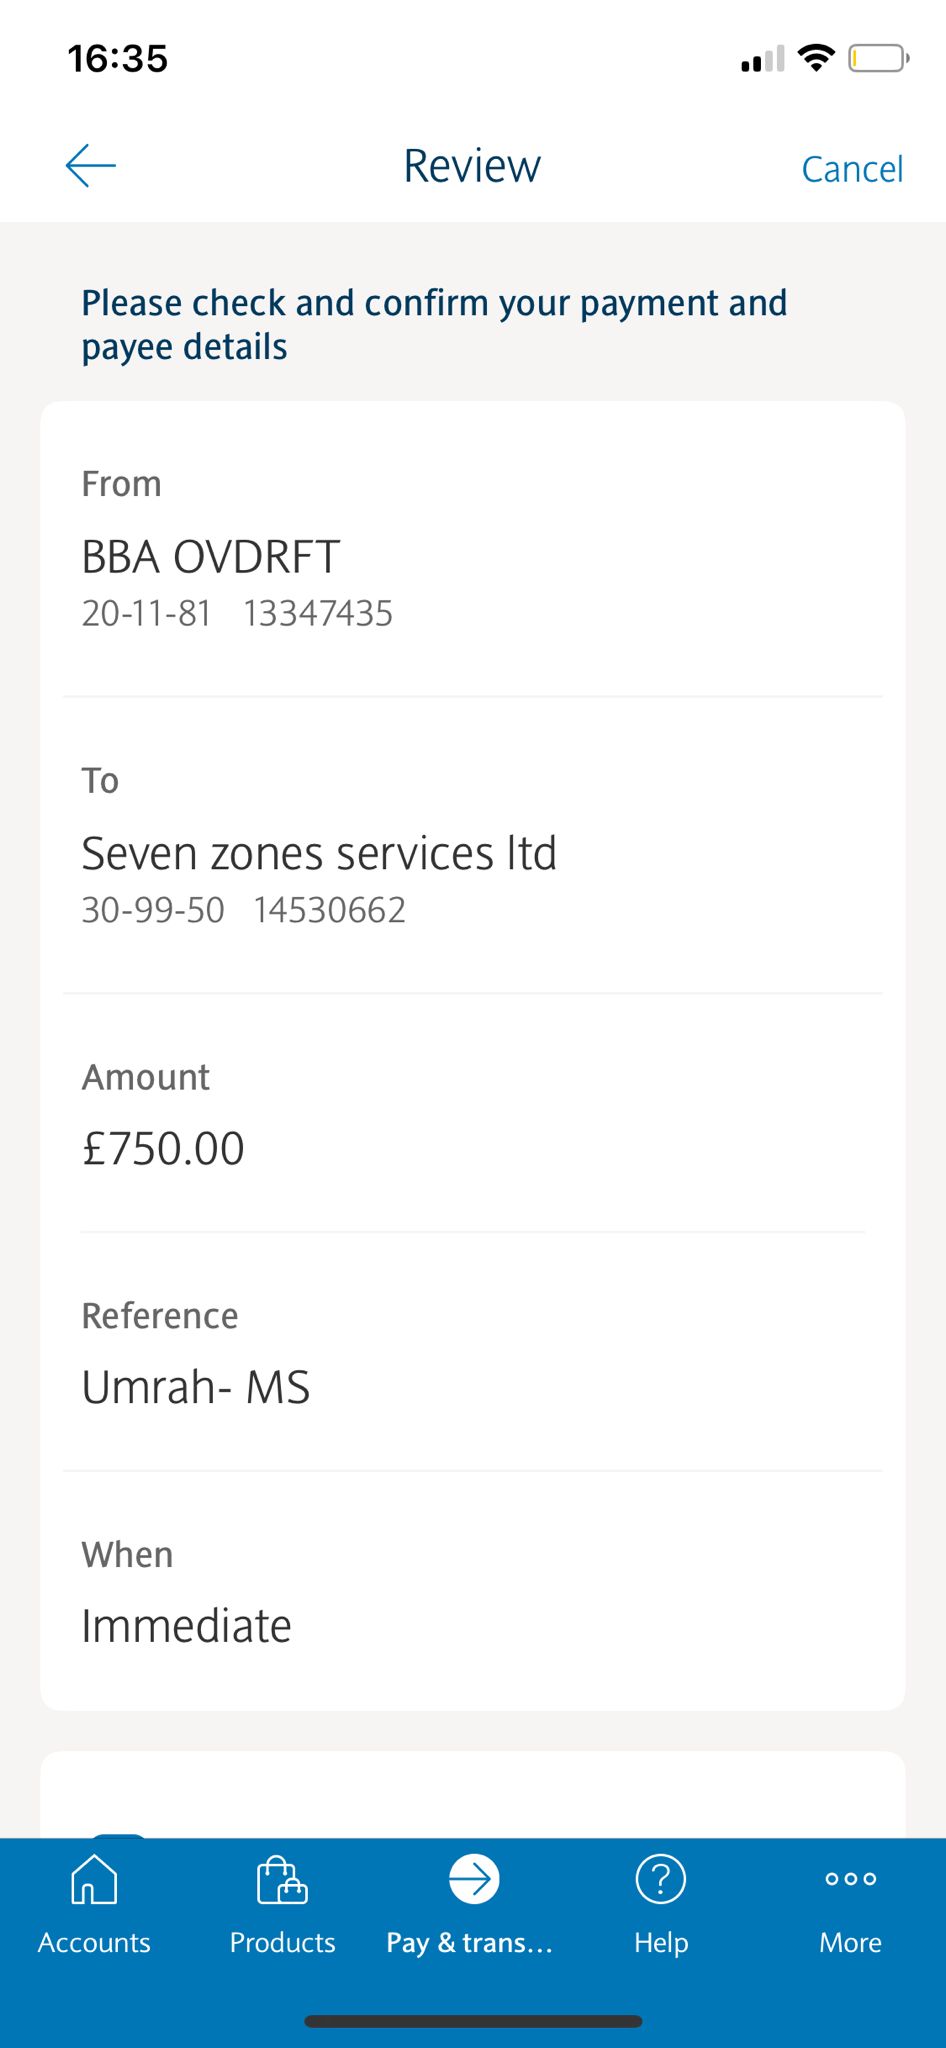 16:35
Review
Cancel
Please check and confirm your payment and
payee details
From
BBA OVDRFT
20-11-81 13347435
To
Seven zones services ltd
30-99-50 14530662
Amount
£750.00
Reference
Umrah- MS
When
Immediate
Accounts
Products
Pay & trans...
Help
More